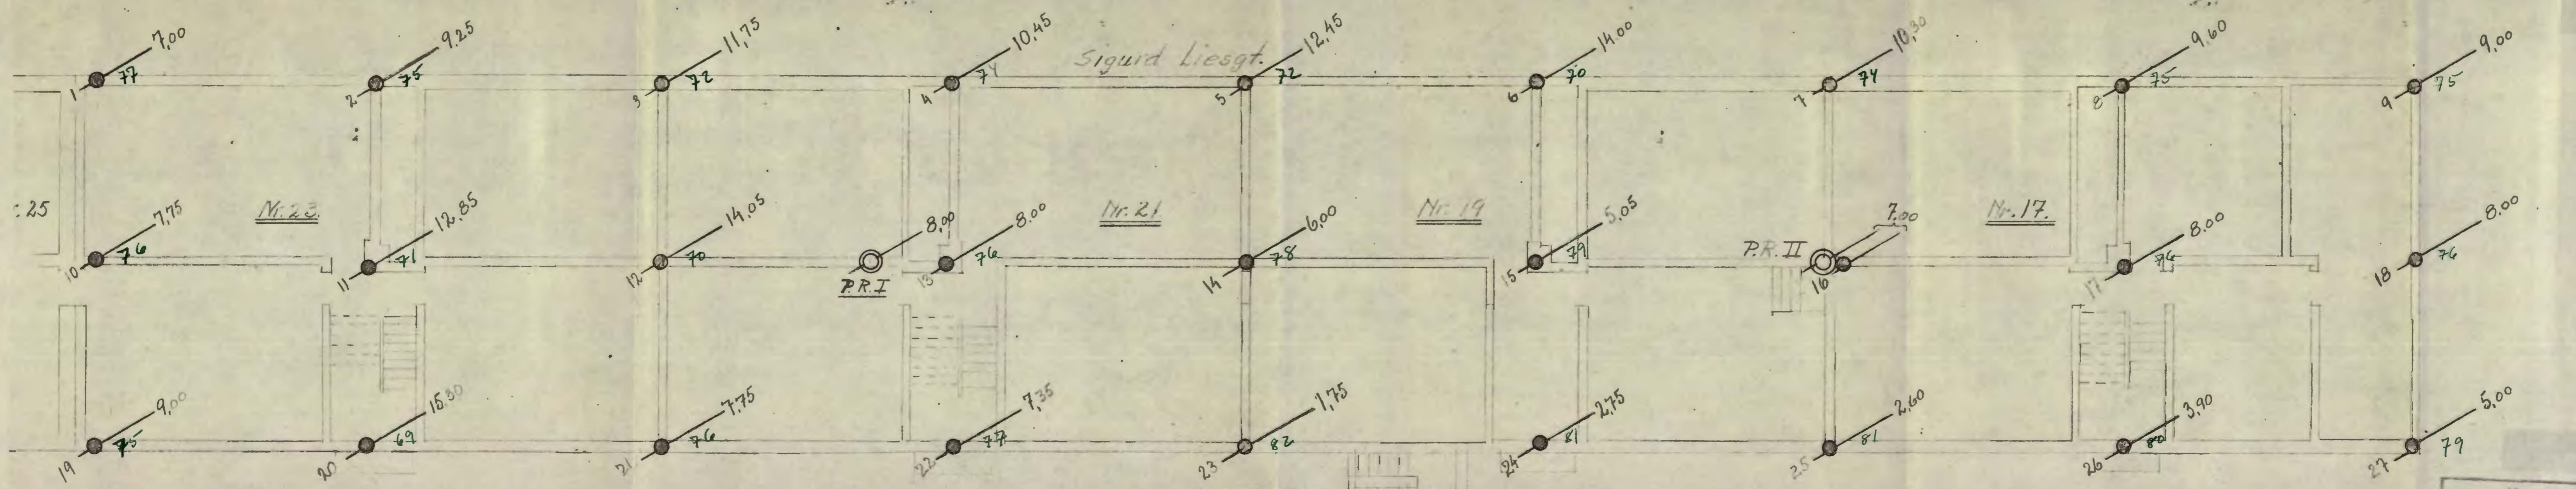 Sigurd Liesgt.
1 77 7,00
2 75 9,25
3 72 11,75
4 74 10,45
5 72 12,45
6 70 14,00
7 74 10,30
8 75 9,60
9 75 9,00
: 25
Nr. 23.
Nr. 21.
Nr. 19
Nr. 17.
10 76 7,75
11 71 12,85
12 70 14,05
P.R.I 8,00
13 76 8,00
14 78 6,00
15 79 5,05
P.R. II
16 7,00
17 76 8,00
18 76 8,00
19 75 9,00
20 69 15,30
21 76 7,75
22 77 7,35
23 82 1,75
24 81 2,75
25 81 2,60
26 80 3,90
27 79 5,00